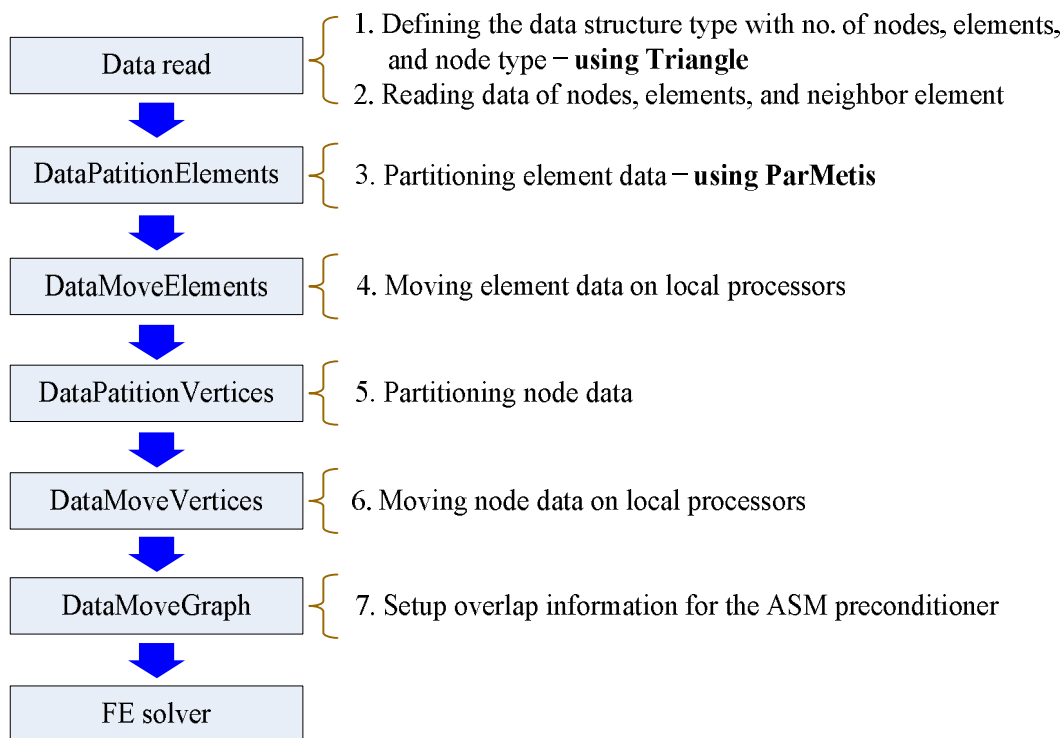 Data read
1. Defining the data structure type with no. of nodes, elements,
and node type – using Triangle
2. Reading data of nodes, elements, and neighbor element
DataPatitionElements
3. Partitioning element data – using ParMetis
DataMoveElements
4. Moving element data on local processors
DataPatitionVertices
5. Partitioning node data
DataMoveVertices
6. Moving node data on local processors
DataMoveGraph
7. Setup overlap information for the ASM preconditioner
FE solver